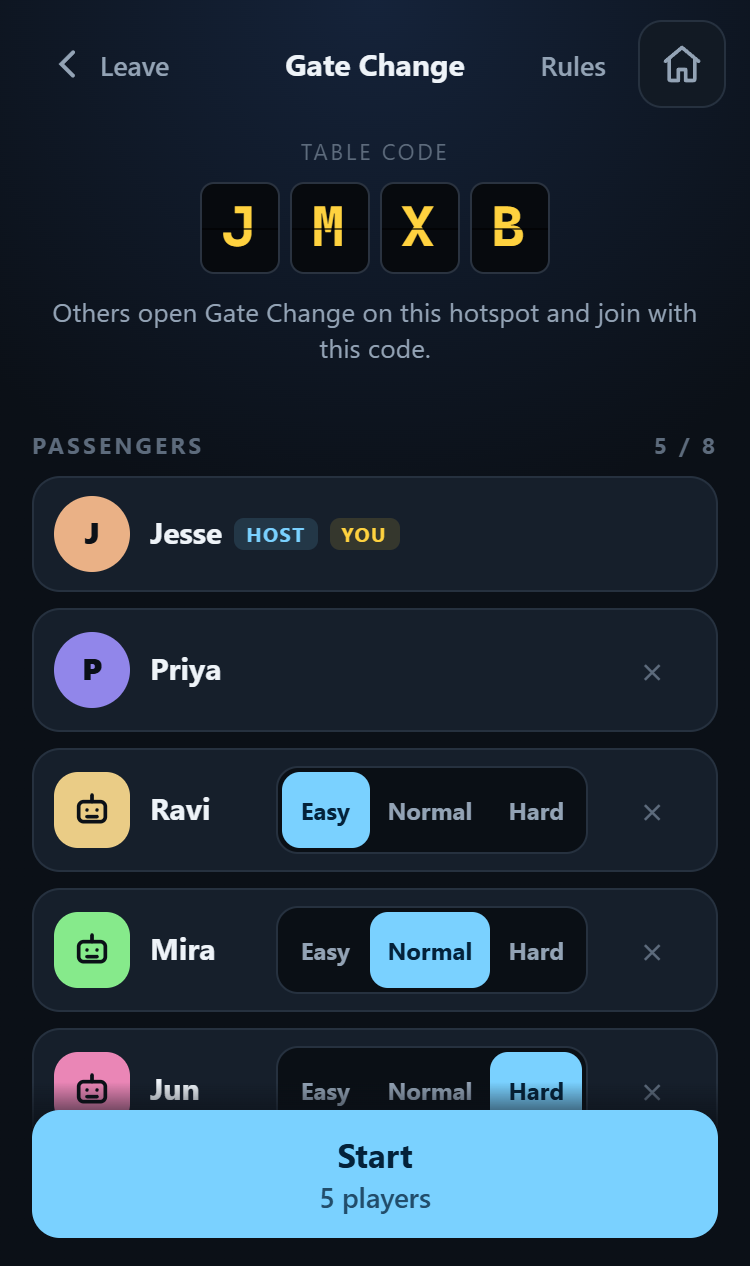 Leave
Gate Change
Rules
TABLE CODE
J M X B
Others open Gate Change on this hotspot and join with
this code.
PASSENGERS
5 / 8
J
Jesse HOST YOU
P
Priya ×
Ravi Easy Normal Hard ×
Mira Easy Normal Hard ×
Jun Easy Normal Hard ×
Start
5 players